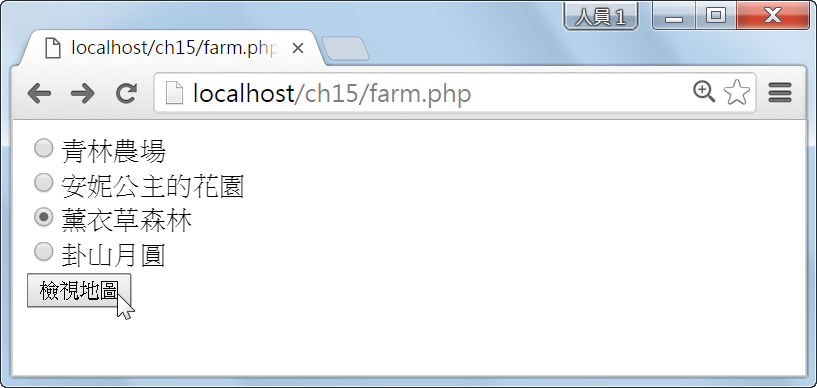 人員 1
localhost/ch15/farm.php
localhost/ch15/farm.php
青林農場
安妮公主的花園
薰衣草森林
卦山月圓
檢視地圖